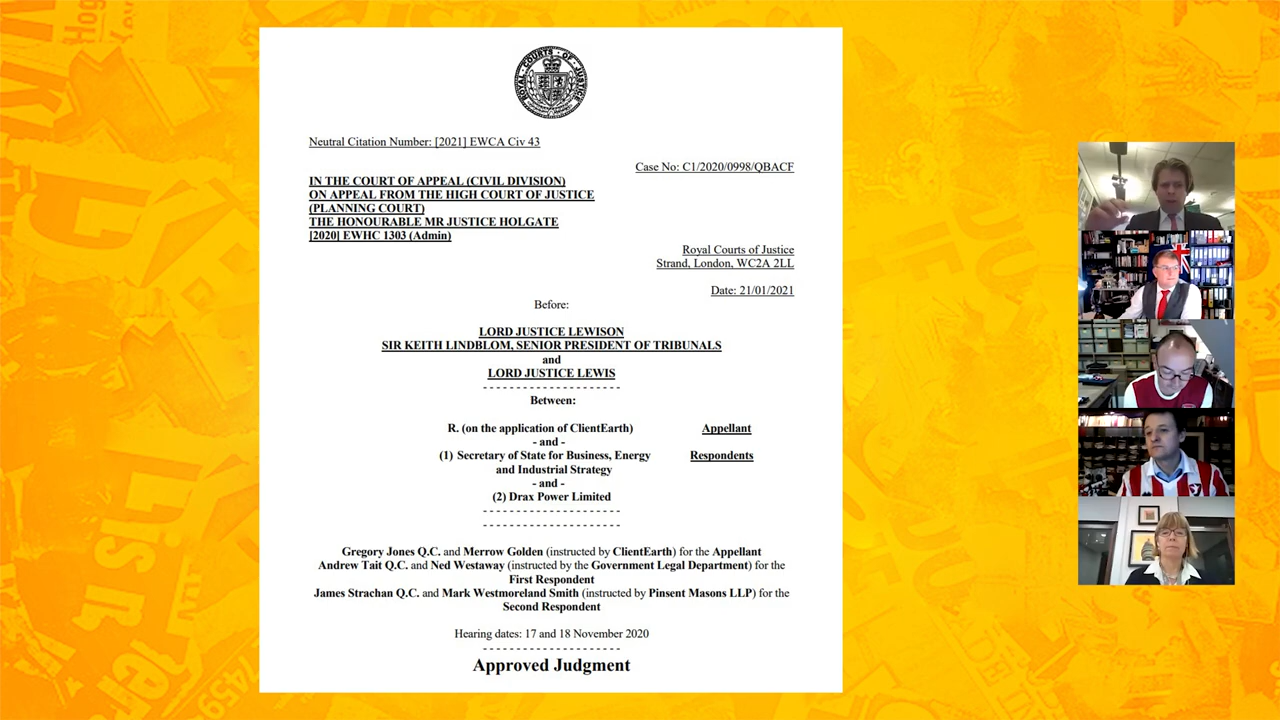 ROYAL · COURTS · OF · JUSTICE
Neutral Citation Number: [2021] EWCA Civ 43
Case No: C1/2020/0998/QBACF
IN THE COURT OF APPEAL (CIVIL DIVISION)
ON APPEAL FROM THE HIGH COURT OF JUSTICE
(PLANNING COURT)
THE HONOURABLE MR JUSTICE HOLGATE
[2020] EWHC 1303 (Admin)
Royal Courts of Justice
Strand, London, WC2A 2LL
Date: 21/01/2021
Before:
LORD JUSTICE LEWISON
SIR KEITH LINDBLOM, SENIOR PRESIDENT OF TRIBUNALS
and
LORD JUSTICE LEWIS
- - - - - - - - - - - - - - - - - - - - -
Between:
R. (on the application of ClientEarth) Appellant
- and -
(1) Secretary of State for Business, Energy Respondents
and Industrial Strategy
- and -
(2) Drax Power Limited
- - - - - - - - - - - - - - - - - - - - -
- - - - - - - - - - - - - - - - - - - - -
Gregory Jones Q.C. and Merrow Golden (instructed by ClientEarth) for the Appellant
Andrew Tait Q.C. and Ned Westaway (instructed by the Government Legal Department) for the
First Respondent
James Strachan Q.C. and Mark Westmoreland Smith (instructed by Pinsent Masons LLP) for the
Second Respondent
Hearing dates: 17 and 18 November 2020
- - - - - - - - - - - - - - - - - - - - -
Approved Judgment